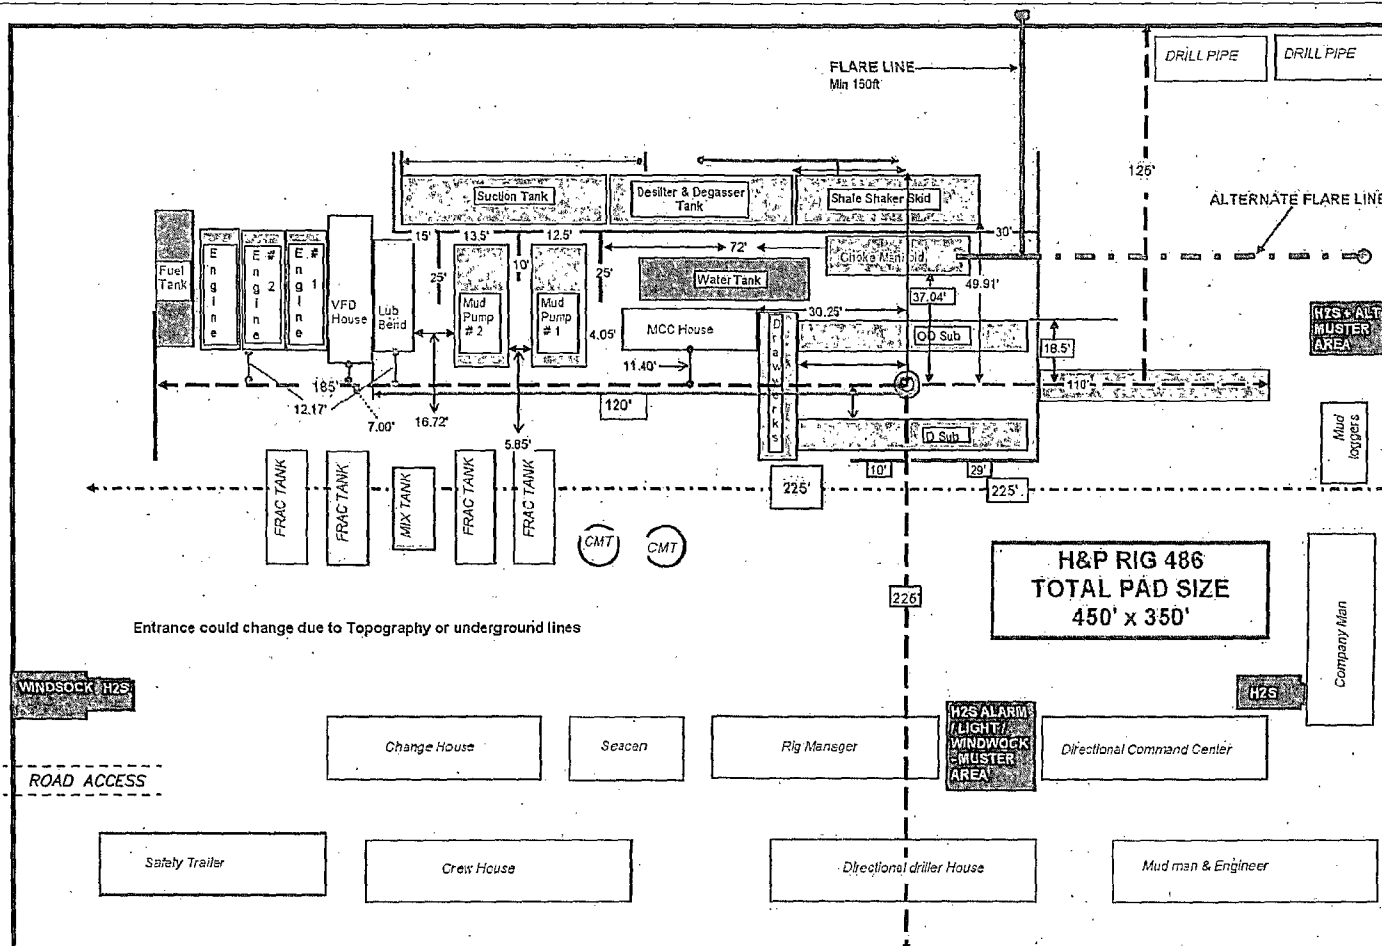 DRILL PIPE
DRILL PIPE
FLARE LINE
Min 150ft
125'
ALTERNATE FLARE LINE
Suction Tank
Desilter & Degasser
Tank
Shale Shaker Skid
15'
13.5'
12.5'
30'
72'
10'
25'
25'
Choke Manifold
Fuel
Tank
Engine
Engine # 2
Engine # 1
VFD
House
Lub
Bend
Mud
Pump
# 2
Mud
Pump
# 1
Water Tank
49.91'
37.04'
H2S + ALT
MUSTER
AREA
30.25'
MCC House
4.05'
Drawworks
OD Sub
18.5'
11.40'
185'
110'
12.17'
7.00'
16.72'
120'
5.85'
D Sub
Mud
loggers
10'
29'
FRAC TANK
FRAC TANK
MIX TANK
FRAC TANK
FRAC TANK
225'
225'
CMT
CMT
H&P RIG 486
TOTAL PAD SIZE
450' x 350'
Entrance could change due to Topography or underground lines
Company Man
WINDSOCK H2S
H2S
H2S ALARM
/ LIGHT /
WINDWOCK
-MUSTER
AREA
Change House
Seacan
Rig Manager
Directional Command Center
ROAD ACCESS
Safety Trailer
Crew House
Directional driller House
Mud man & Engineer